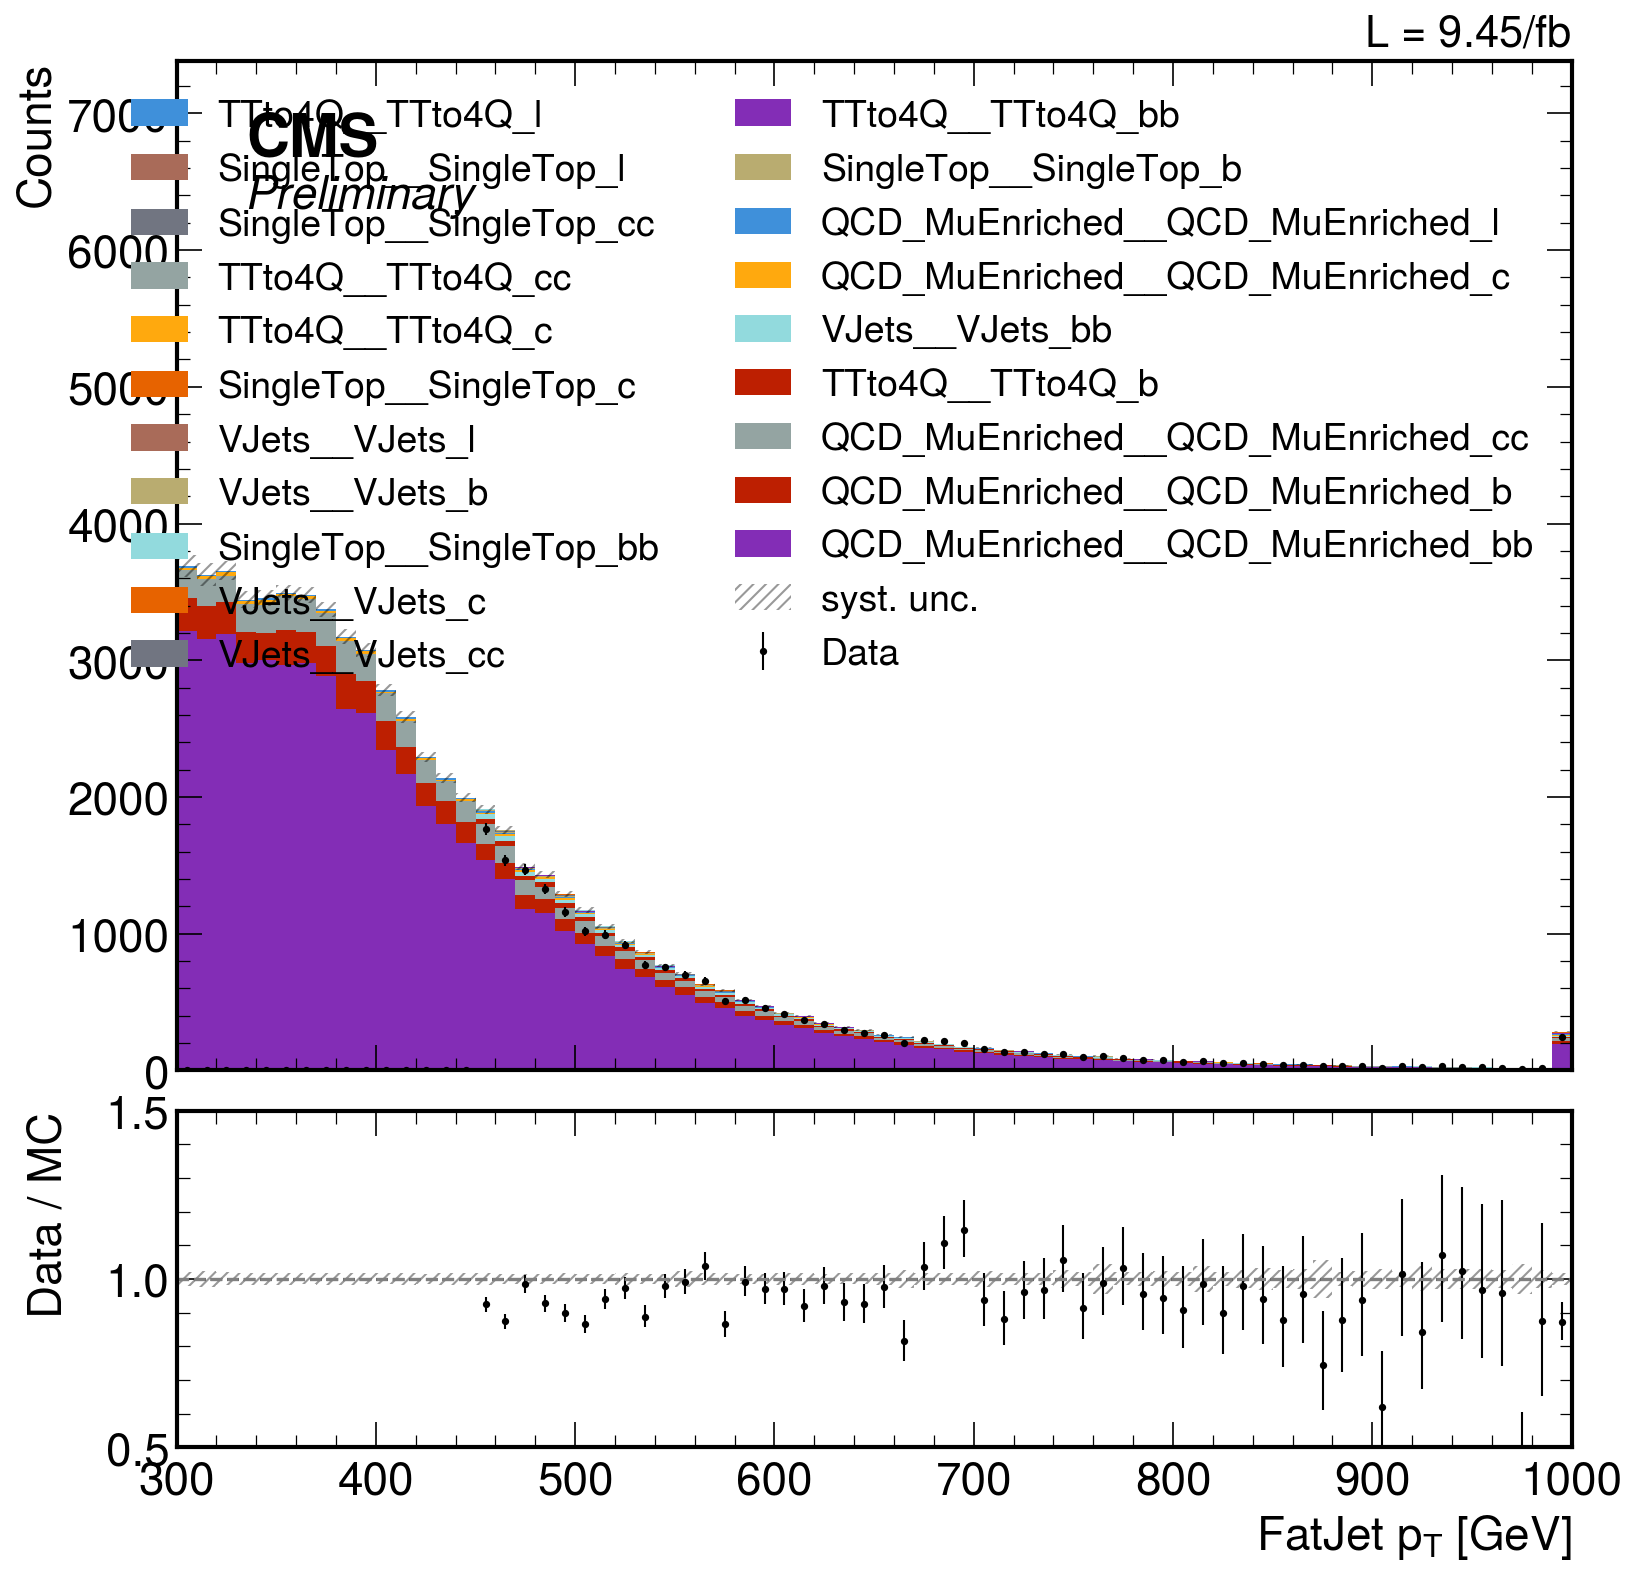 L = 9.45/fb
Counts
CMS
Preliminary
TTto4Q__TTto4Q_l
SingleTop__SingleTop_l
SingleTop__SingleTop_cc
TTto4Q__TTto4Q_cc
TTto4Q__TTto4Q_c
SingleTop__SingleTop_c
VJets__VJets_l
VJets__VJets_b
SingleTop__SingleTop_bb
VJets__VJets_c
VJets__VJets_cc
TTto4Q__TTto4Q_bb
SingleTop__SingleTop_b
QCD_MuEnriched__QCD_MuEnriched_l
QCD_MuEnriched__QCD_MuEnriched_c
VJets__VJets_bb
TTto4Q__TTto4Q_b
QCD_MuEnriched__QCD_MuEnriched_cc
QCD_MuEnriched__QCD_MuEnriched_b
QCD_MuEnriched__QCD_MuEnriched_bb
syst. unc.
Data
7000
6000
5000
4000
3000
2000
1000
0
Data / MC
1.5
1.0
0.5
300 400 500 600 700 800 900 1000
FatJet p_T [GeV]